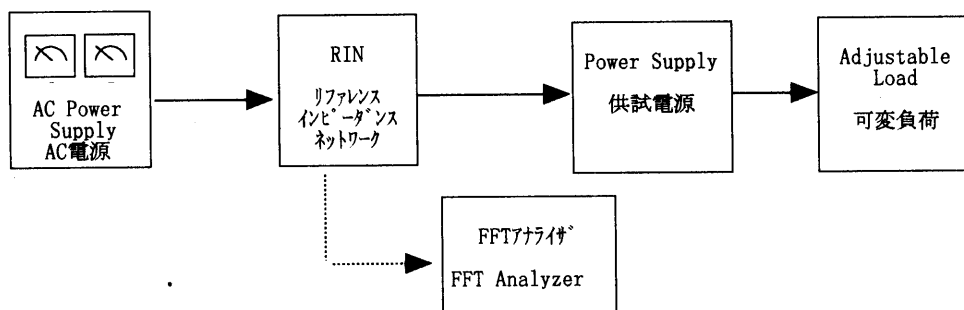 AC Power
Supply
AC電源
RIN
リファレンス
インピーダンス
ネットワーク
Power Supply
供試電源
Adjustable
Load
可変負荷
FFTアナライザ
FFT Analyzer